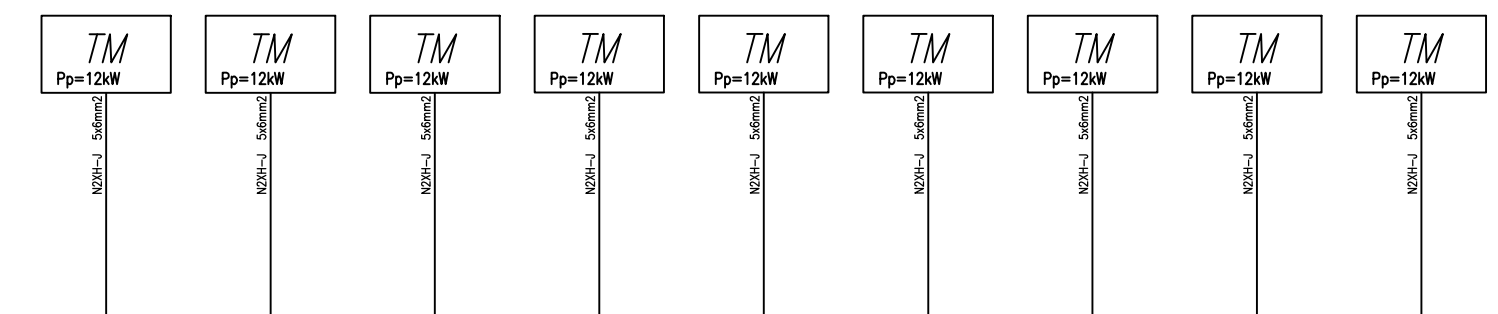 TM TM TM TM TM TM TM TM TM
Pp=12kW Pp=12kW Pp=12kW Pp=12kW Pp=12kW Pp=12kW Pp=12kW Pp=12kW Pp=12kW
N2XH-J 5x6mm2
N2XH-J 5x6mm2
N2XH-J 5x6mm2
N2XH-J 5x6mm2
N2XH-J 5x6mm2
N2XH-J 5x6mm2
N2XH-J 5x6mm2
N2XH-J 5x6mm2
N2XH-J 5x6mm2